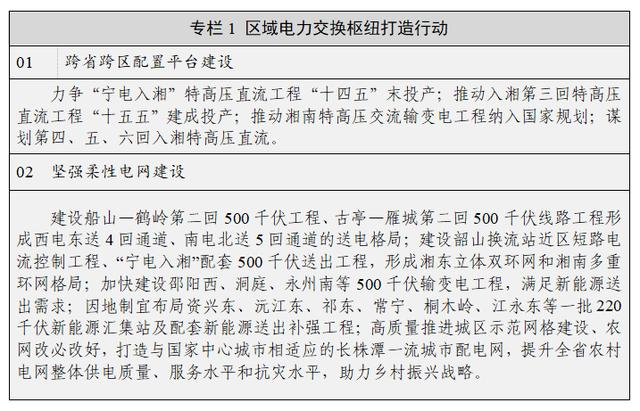 专栏 1  区域电力交换枢纽打造行动
01  跨省跨区配置平台建设
力争“宁电入湘”特高压直流工程“十四五”末投产；推动入湘第三回特高压
直流工程“十五五”建成投产；推动湘南特高压交流输变电工程纳入国家规划；谋
划第四、五、六回入湘特高压直流。
02  坚强柔性电网建设
建设船山—鹤岭第二回 500 千伏工程、古亭—雁城第二回 500 千伏线路工程形
成西电东送 4 回通道、南电北送 5 回通道的送电格局；建设韶山换流站近区短路电
流控制工程、“宁电入湘”配套 500 千伏送出工程，形成湘东立体双环网和湘南多重
环网格局；加快建设邵阳西、洞庭、永州南等 500 千伏输变电工程，满足新能源送
出需求；因地制宜布局资兴东、沅江东、祁东、常宁、桐木岭、江永东等一批 220
千伏新能源汇集站及配套新能源送出补强工程；高质量推进城区示范网格建设、农
网改必改好，打造与国家中心城市相适应的长株潭一流城市配电网，提升全省农村
电网整体供电质量、服务水平和抗灾水平，助力乡村振兴战略。